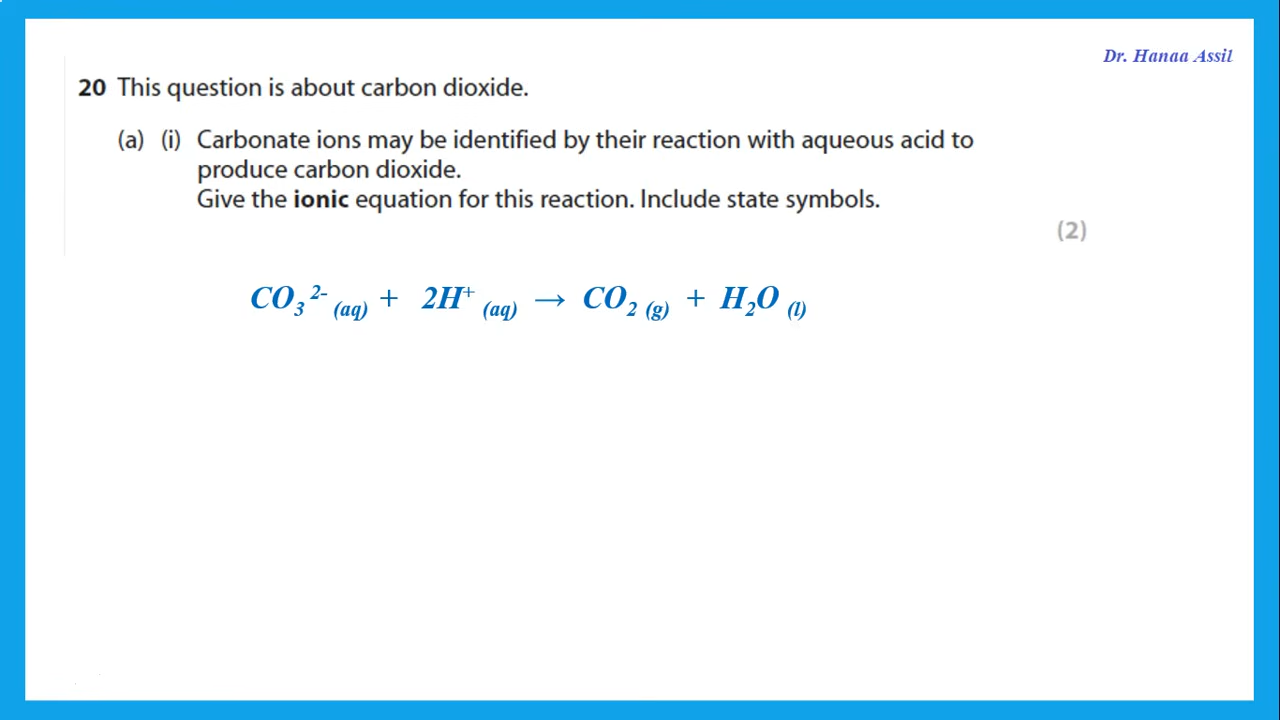 Dr. Hanaa Assil
20 This question is about carbon dioxide.
(a) (i) Carbonate ions may be identified by their reaction with aqueous acid to
produce carbon dioxide.
Give the ionic equation for this reaction. Include state symbols.
(2)
CO₃²⁻ (aq) + 2H⁺ (aq) → CO₂ (g) + H₂O (l)